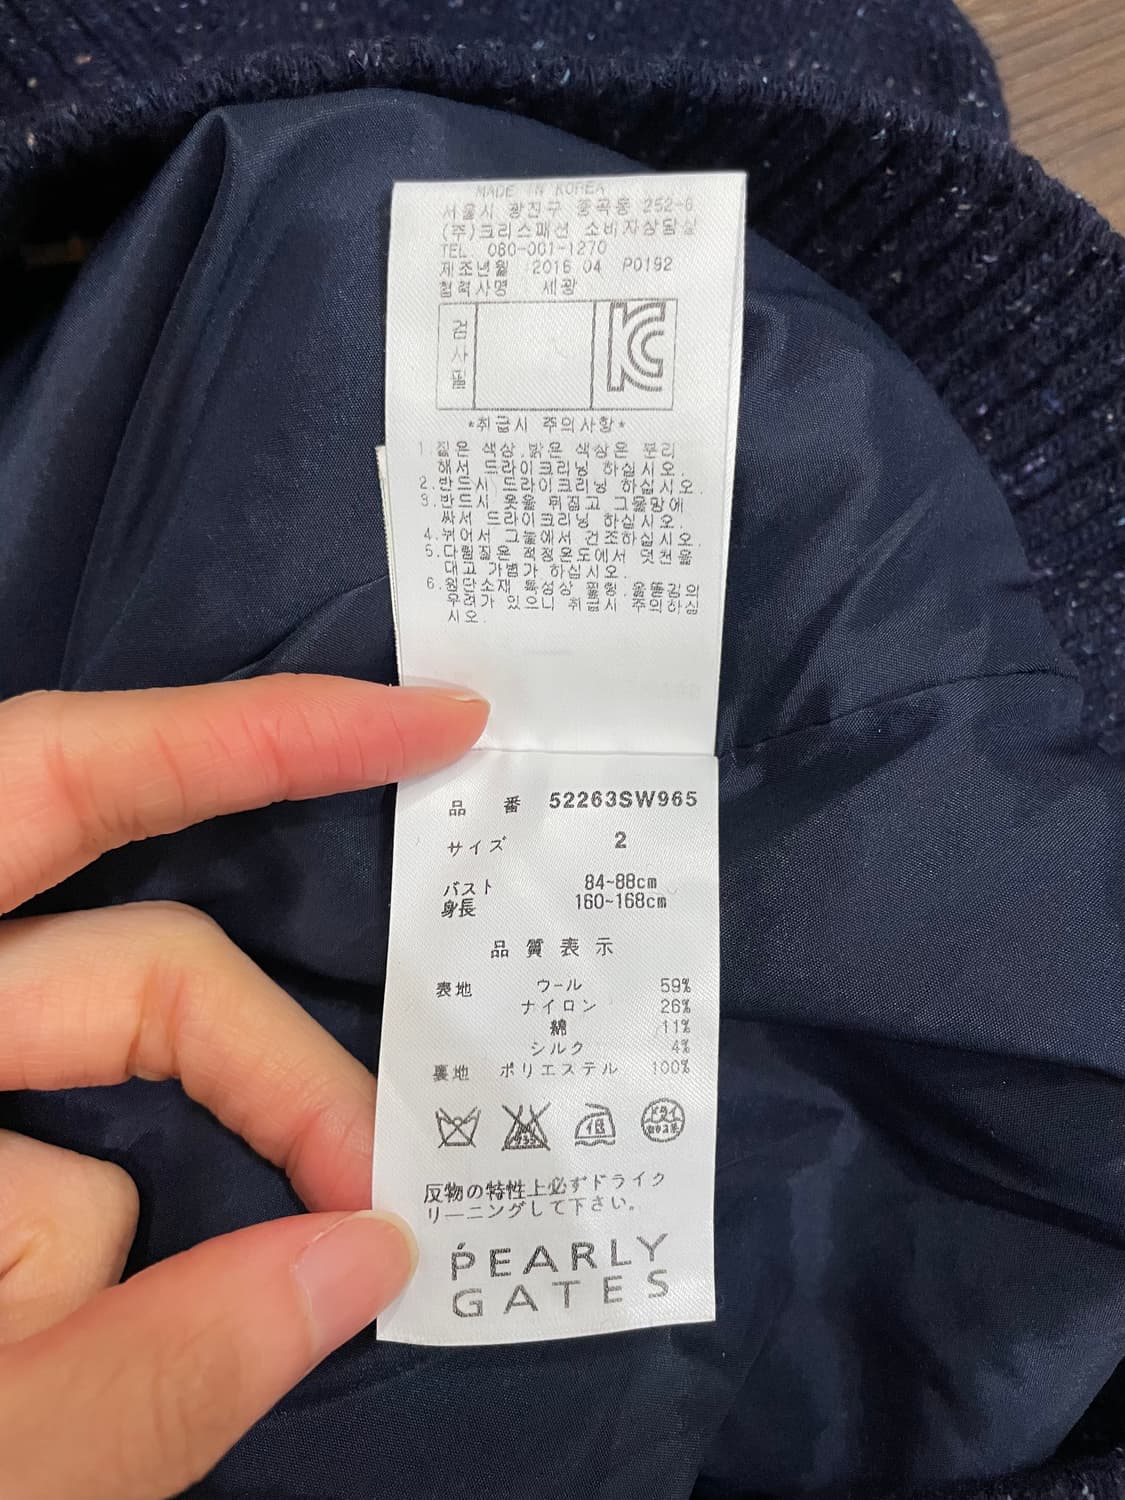 MADE IN KOREA
서울시 광진구 중곡동 252-6
(주)크리스패션 소비자상담실
TEL 080-001-1270
제조년월 :2016.04 P0192
협력사명 세광
검사필
KC
*취급시 주의사항*
1.짙은 색상,밝은 색상은 분리
해서 드라이크리닝 하십시오.
2.반드시 드라이크리닝 하십시오.
3.반드시 옷을 뒤집고 그물망에
싸서 드라이크리닝 하십시오.
4.뉘어서 그늘에서 건조하십시오.
5.다림질은 적정온도에서 덧천을
대고 가볍게 하십시오.
6.원단소재 특성상 필링.올뜯김의
우려가 있으니 취급시 주의하십
시오.
品 番 52263SW965
サイズ 2
バスト 84~88cm
身長 160~168cm
品質表示
表地 ウール 59%
ナイロン 26%
綿 11%
シルク 4%
裏地 ポリエステル 100%
低 ドライ
反物の特性上必ずドライク
リーニングして下さい。
PEARLY
GATES